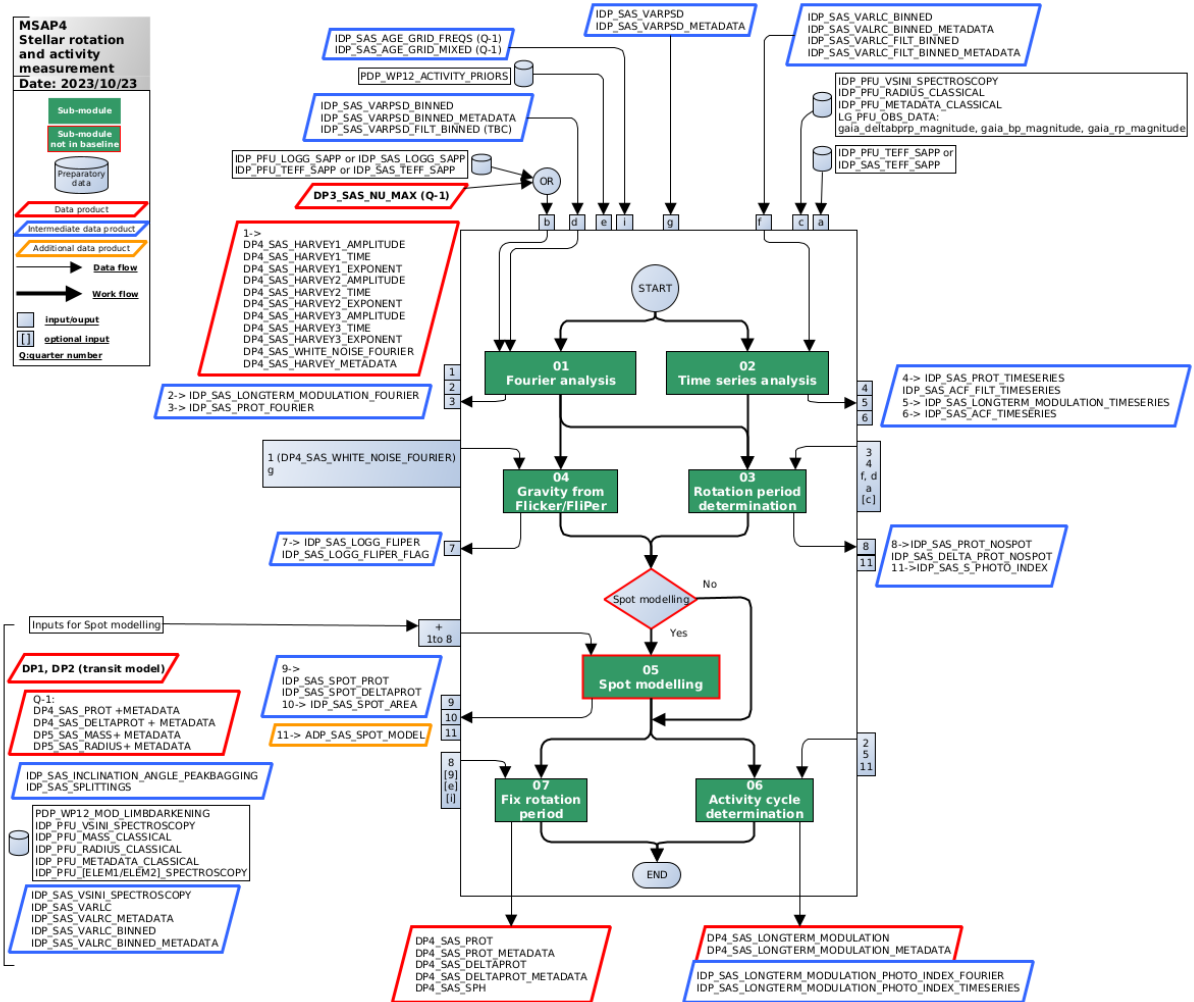 MSAP4
Stellar rotation
and activity
measurement
Date: 2023/10/23
Sub-module
Sub-module
not in baseline
Preparatory
data
Data product
Intermediate data product
Additional data product
Data flow
Work flow
input/ouput
[ ] optional input
Q:quarter number
IDP_SAS_AGE_GRID_FREQS (Q-1)
IDP_SAS_AGE_GRID_MIXED (Q-1)
PDP_WP12_ACTIVITY_PRIORS
IDP_SAS_VARPSD_BINNED
IDP_SAS_VARPSD_BINNED_METADATA
IDP_SAS_VARPSD_FILT_BINNED (TBC)
IDP_PFU_LOGG_SAPP or IDP_SAS_LOGG_SAPP
IDP_PFU_TEFF_SAPP or IDP_SAS_TEFF_SAPP
DP3_SAS_NU_MAX (Q-1)
OR
IDP_SAS_VARPSD
IDP_SAS_VARPSD_METADATA
IDP_SAS_VARLC_BINNED
IDP_SAS_VALRC_BINNED_METADATA
IDP_SAS_VARLC_FILT_BINNED
IDP_SAS_VARLC_FILT_BINNED_METADATA
IDP_PFU_VSINI_SPECTROSCOPY
IDP_PFU_RADIUS_CLASSICAL
IDP_PFU_METADATA_CLASSICAL
LG_PFU_OBS_DATA:
gaia_deltabprp_magnitude, gaia_bp_magnitude, gaia_rp_magnitude
IDP_PFU_TEFF_SAPP or
IDP_SAS_TEFF_SAPP
b
d
e
i
g
f
c
a
1->
DP4_SAS_HARVEY1_AMPLITUDE
DP4_SAS_HARVEY1_TIME
DP4_SAS_HARVEY1_EXPONENT
DP4_SAS_HARVEY2_AMPLITUDE
DP4_SAS_HARVEY2_TIME
DP4_SAS_HARVEY2_EXPONENT
DP4_SAS_HARVEY3_AMPLITUDE
DP4_SAS_HARVEY3_TIME
DP4_SAS_HARVEY3_EXPONENT
DP4_SAS_WHITE_NOISE_FOURIER
DP4_SAS_HARVEY_METADATA
2-> IDP_SAS_LONGTERM_MODULATION_FOURIER
3-> IDP_SAS_PROT_FOURIER
1
2
3
START
01
Fourier analysis
02
Time series analysis
4
5
6
4-> IDP_SAS_PROT_TIMESERIES
IDP_SAS_ACF_FILT_TIMESERIES
5-> IDP_SAS_LONGTERM_MODULATION_TIMESERIES
6-> IDP_SAS_ACF_TIMESERIES
1 (DP4_SAS_WHITE_NOISE_FOURIER)
g
04
Gravity from
Flicker/FliPer
03
Rotation period
determination
3
4
f, d
a
[c]
7-> IDP_SAS_LOGG_FLIPER
IDP_SAS_LOGG_FLIPER_FLAG
7
8
11
8->IDP_SAS_PROT_NOSPOT
IDP_SAS_DELTA_PROT_NOSPOT
11->IDP_SAS_S_PHOTO_INDEX
Spot modelling
No
Yes
Inputs for Spot modelling
+
1to 8
05
Spot modelling
DP1, DP2 (transit model)
Q-1:
DP4_SAS_PROT +METADATA
DP4_SAS_DELTAPROT + METADATA
DP5_SAS_MASS+ METADATA
DP5_SAS_RADIUS+ METADATA
IDP_SAS_INCLINATION_ANGLE_PEAKBAGGING
IDP_SAS_SPLITTINGS
PDP_WP12_MOD_LIMBDARKENING
IDP_PFU_VSINI_SPECTROSCOPY
IDP_PFU_MASS_CLASSICAL
IDP_PFU_RADIUS_CLASSICAL
IDP_PFU_METADATA_CLASSICAL
IDP_PFU_[ELEM1/ELEM2]_SPECTROSCOPY
IDP_SAS_VSINI_SPECTROSCOPY
IDP_SAS_VARLC
IDP_SAS_VALRC_METADATA
IDP_SAS_VARLC_BINNED
IDP_SAS_VALRC_BINNED_METADATA
9->
IDP_SAS_SPOT_PROT
IDP_SAS_SPOT_DELTAPROT
10-> IDP_SAS_SPOT_AREA
11-> ADP_SAS_SPOT_MODEL
9
10
11
8
[9]
[e]
[i]
07
Fix rotation
period
06
Activity cycle
determination
2
5
11
END
DP4_SAS_PROT
DP4_SAS_PROT_METADATA
DP4_SAS_DELTAPROT
DP4_SAS_DELTAPROT_METADATA
DP4_SAS_SPH
DP4_SAS_LONGTERM_MODULATION
DP4_SAS_LONGTERM_MODULATION_METADATA
IDP_SAS_LONGTERM_MODULATION_PHOTO_INDEX_FOURIER
IDP_SAS_LONGTERM_MODULATION_PHOTO_INDEX_TIMESERIES